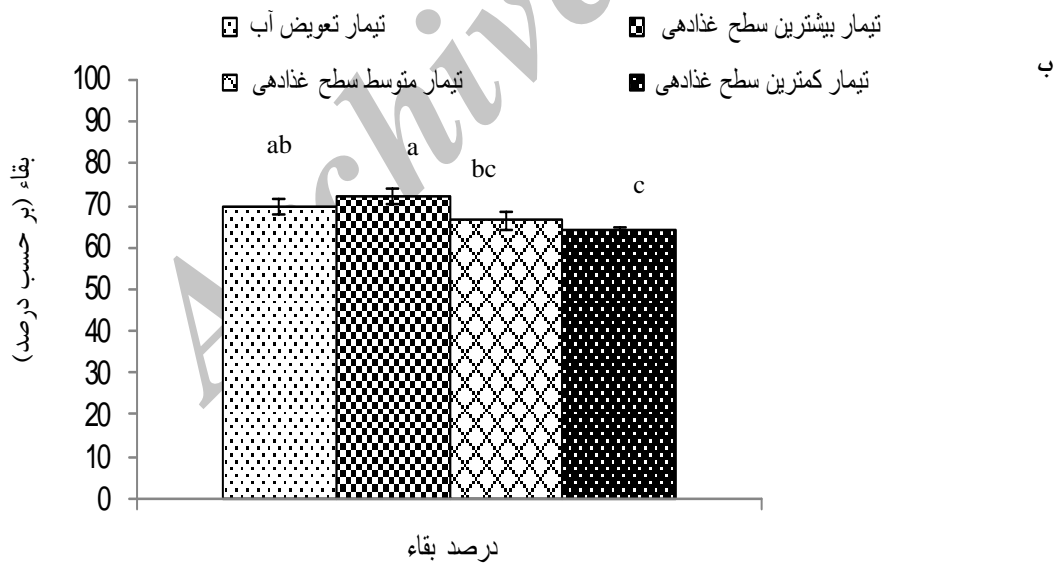 تیمار تعویض آب
تیمار بیشترین سطح غذادهی
تیمار متوسط سطح غذادهی
تیمار کمترین سطح غذادهی
ب
100
90
80
70
60
50
40
30
20
10
0
بقاء (بر حسب درصد)
ab
a
bc
c
درصد بقاء